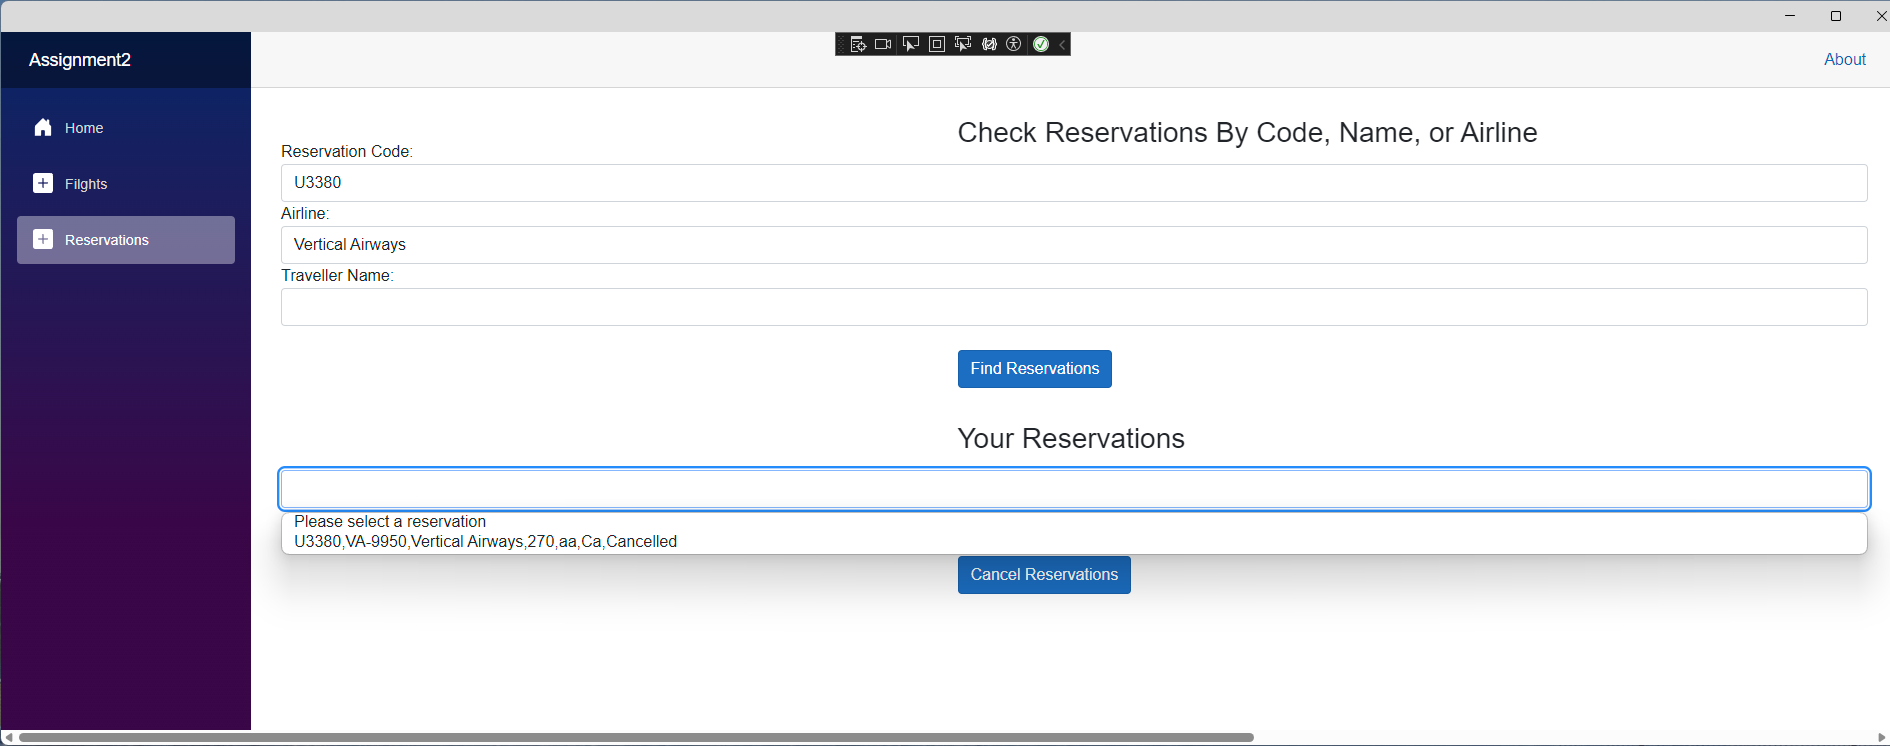 Assignment2
About
Home
Filghts
Reservations
Check Reservations By Code, Name, or Airline
Reservation Code:
U3380
Airline:
Vertical Airways
Traveller Name:
Find Reservations
Your Reservations
Please select a reservation
U3380,VA-9950,Vertical Airways,270,aa,Ca,Cancelled
Cancel Reservations